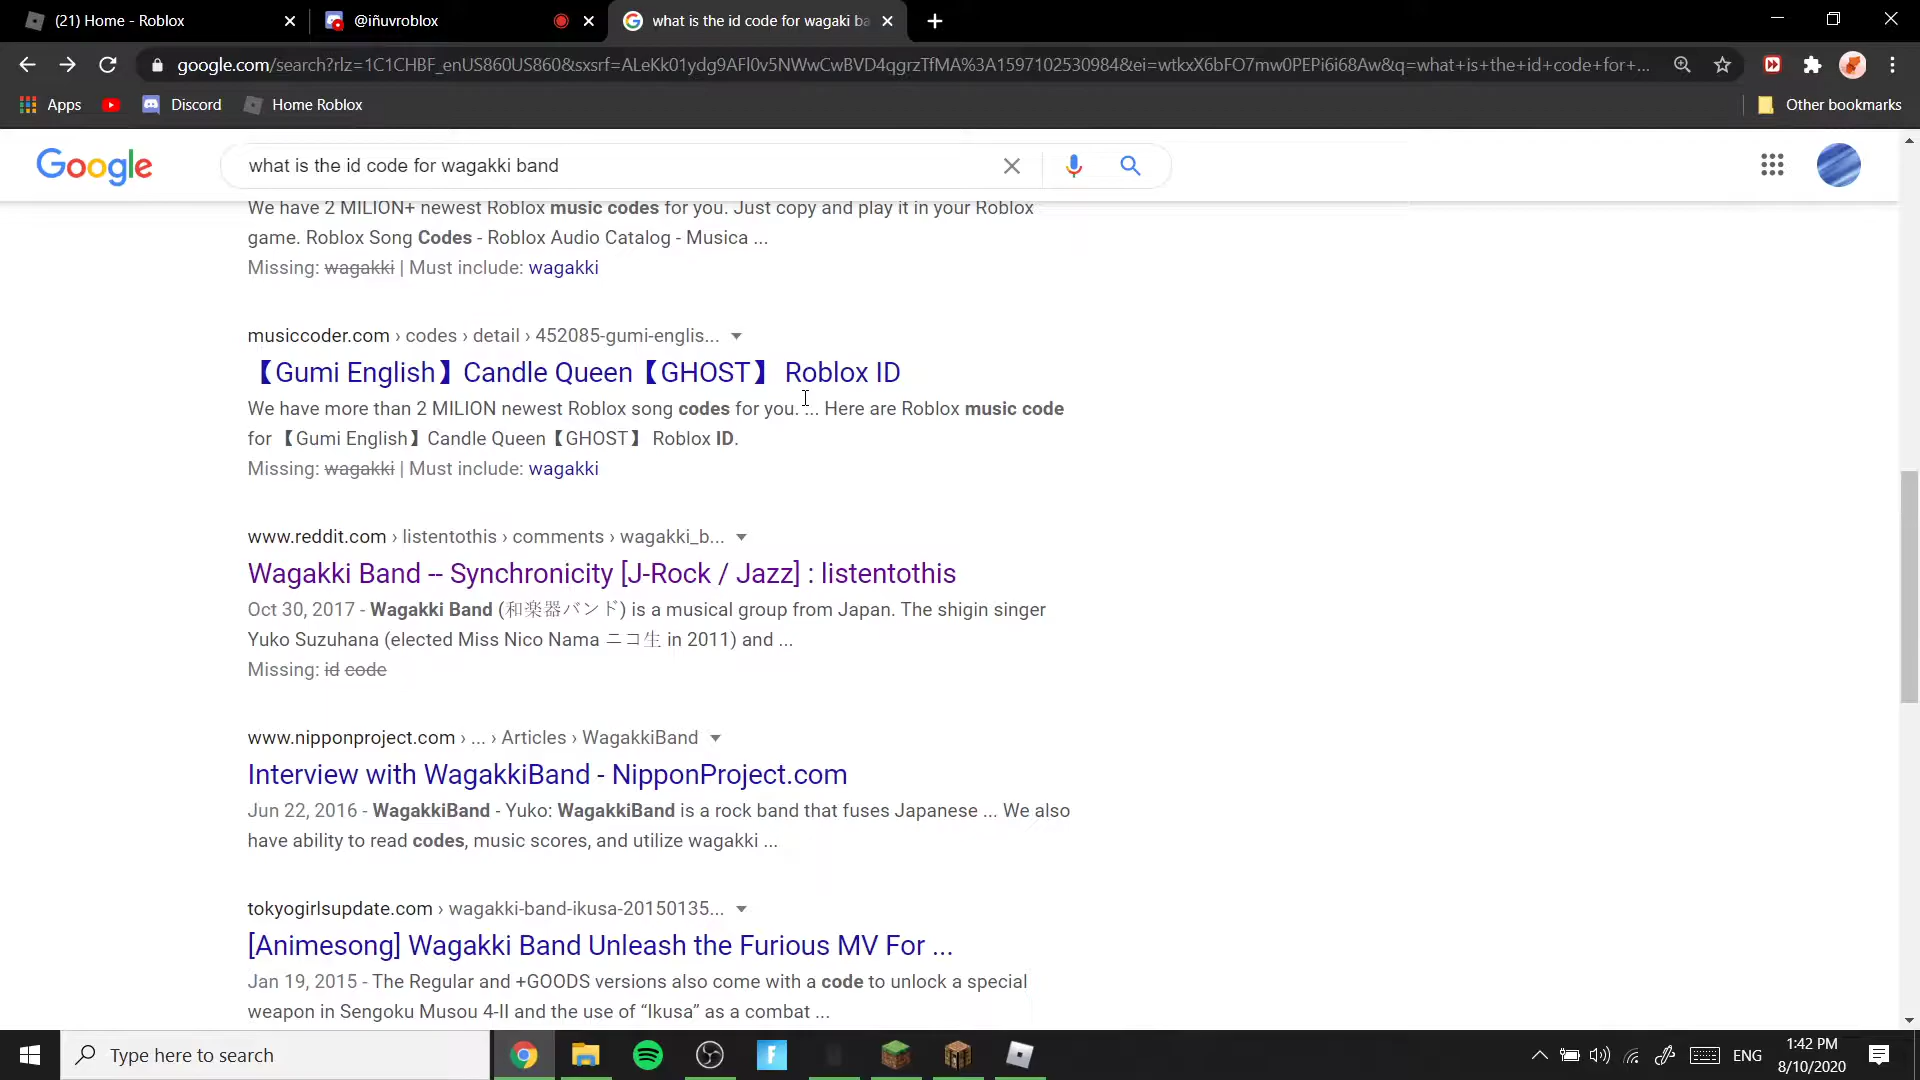 (21) Home - Roblox
@iñuvroblox
what is the id code for wagaki ba
google.com/search?rlz=1C1CHBF_enUS860US860&sxsrf=ALeKk01ydg9AFl0v5NWwCwBVD4qgrzTfMA%3A1597102530984&ei=wtkxX6bFO7mw0PEPi6i68Aw&q=what+is+the+id+code+for+...
Apps
Discord
Home Roblox
Other bookmarks
Google
what is the id code for wagakki band
We have 2 MILION+ newest Roblox music codes for you. Just copy and play it in your Roblox
game. Roblox Song Codes - Roblox Audio Catalog - Musica ...
Missing: wagakki | Must include: wagakki
musiccoder.com › codes › detail › 452085-gumi-englis...
【Gumi English】Candle Queen【GHOST】 Roblox ID
We have more than 2 MILION newest Roblox song codes for you. ... Here are Roblox music code
for 【Gumi English】Candle Queen【GHOST】 Roblox ID.
Missing: wagakki | Must include: wagakki
www.reddit.com › listentothis › comments › wagakki_b...
Wagakki Band -- Synchronicity [J-Rock / Jazz] : listentothis
Oct 30, 2017 - Wagakki Band (和楽器バンド) is a musical group from Japan. The shigin singer
Yuko Suzuhana (elected Miss Nico Nama ニコ生 in 2011) and ...
Missing: id code
www.nipponproject.com › ... › Articles › WagakkiBand
Interview with WagakkiBand - NipponProject.com
Jun 22, 2016 - WagakkiBand - Yuko: WagakkiBand is a rock band that fuses Japanese ... We also
have ability to read codes, music scores, and utilize wagakki ...
tokyogirlsupdate.com › wagakki-band-ikusa-20150135...
[Animesong] Wagakki Band Unleash the Furious MV For ...
Jan 19, 2015 - The Regular and +GOODS versions also come with a code to unlock a special
weapon in Sengoku Musou 4-II and the use of “Ikusa” as a combat ...
Type here to search
ENG
1:42 PM
8/10/2020